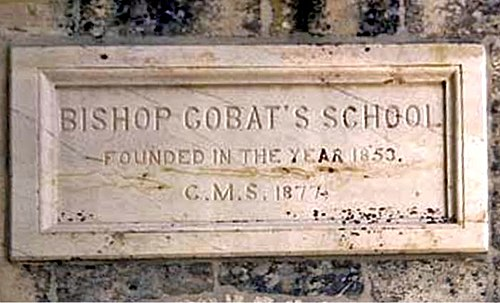 BISHOP GOBAT'S SCHOOL
FOUNDED IN THE YEAR 1853.
C.M.S. 1877.